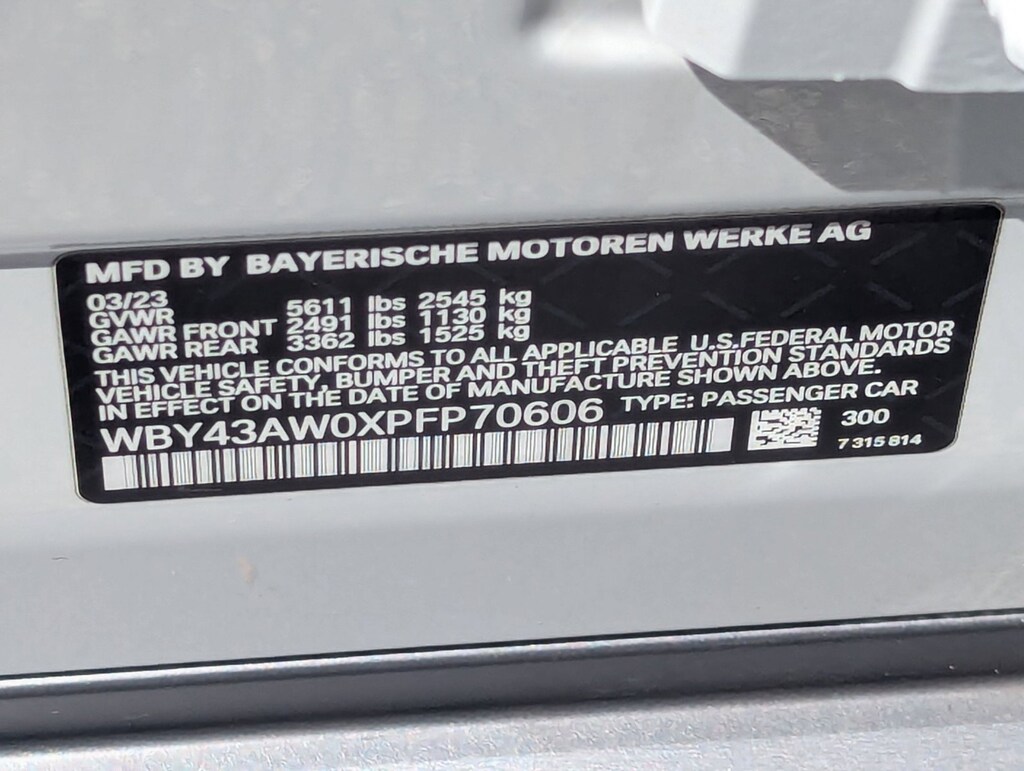 MFD BY BAYERISCHE MOTOREN WERKE AG
03/23
GVWR 5611 lbs 2545 kg
GAWR FRONT 2491 lbs 1130 kg
GAWR REAR 3362 lbs 1525 kg
THIS VEHICLE CONFORMS TO ALL APPLICABLE U.S.FEDERAL MOTOR
VEHICLE SAFETY, BUMPER AND THEFT PREVENTION STANDARDS
IN EFFECT ON THE DATE OF MANUFACTURE SHOWN ABOVE.
WBY43AW0XPFP70606 TYPE: PASSENGER CAR
300
7 315 814